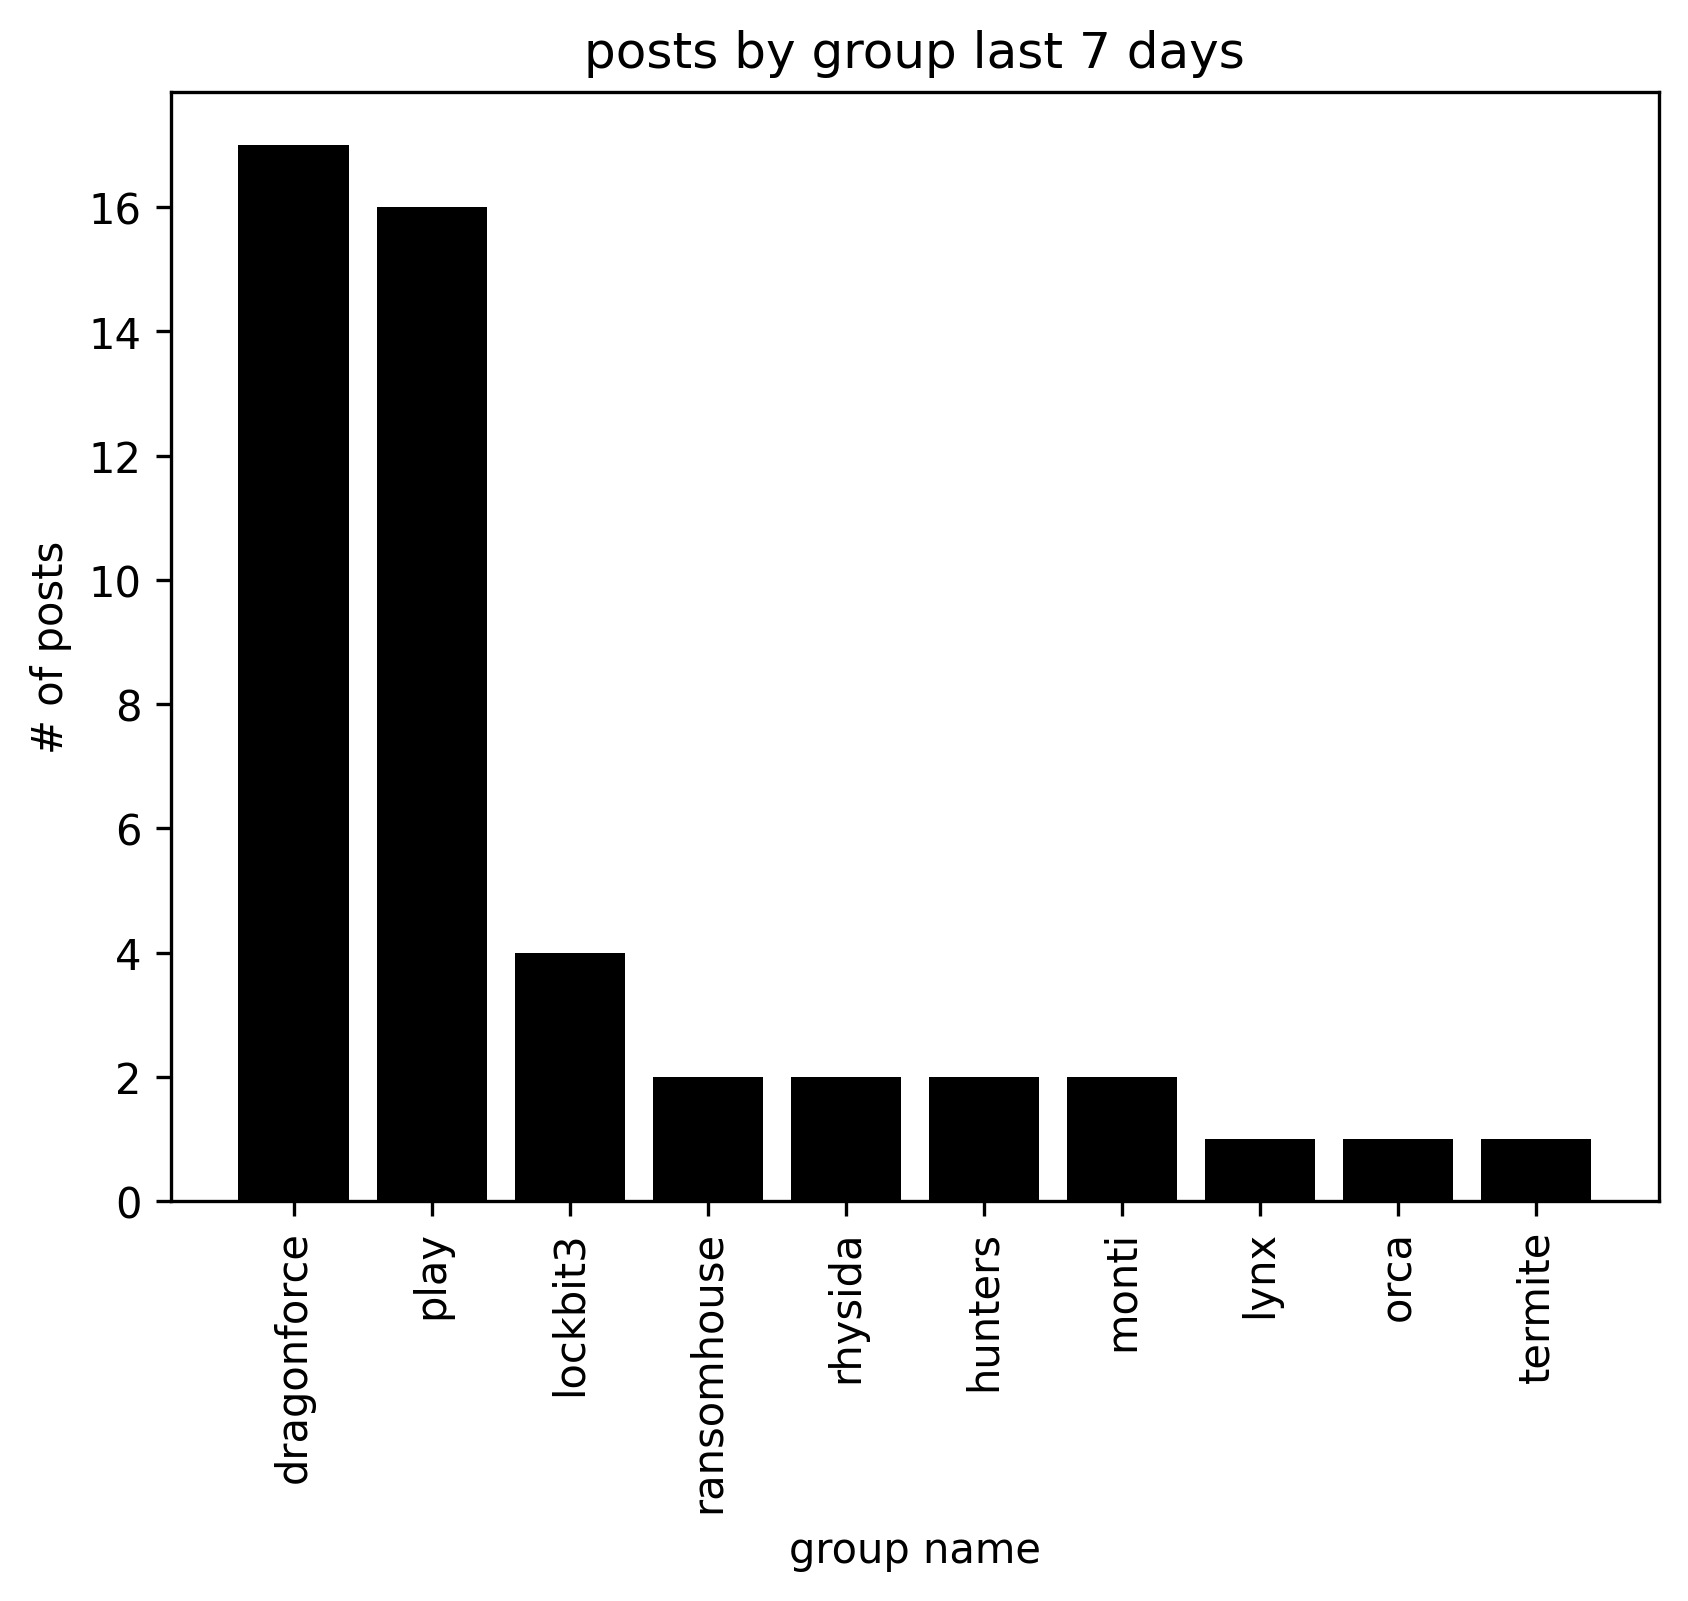 posts by group last 7 days
# of posts
16
14
12
10
8
6
4
2
0
dragonforce
play
lockbit3
ransomhouse
rhysida
hunters
monti
lynx
orca
termite
group name